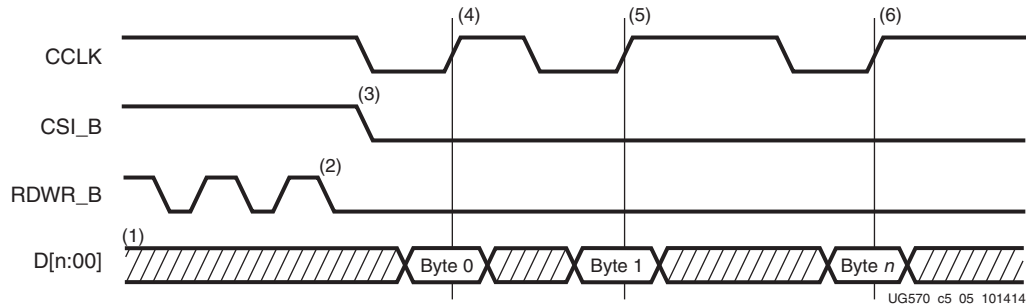 (4) (5) (6)
CCLK
(3)
CSI_B
(2)
RDWR_B
(1)
D[n:00] Byte 0 Byte 1 Byte n
UG570_c5_05_101414